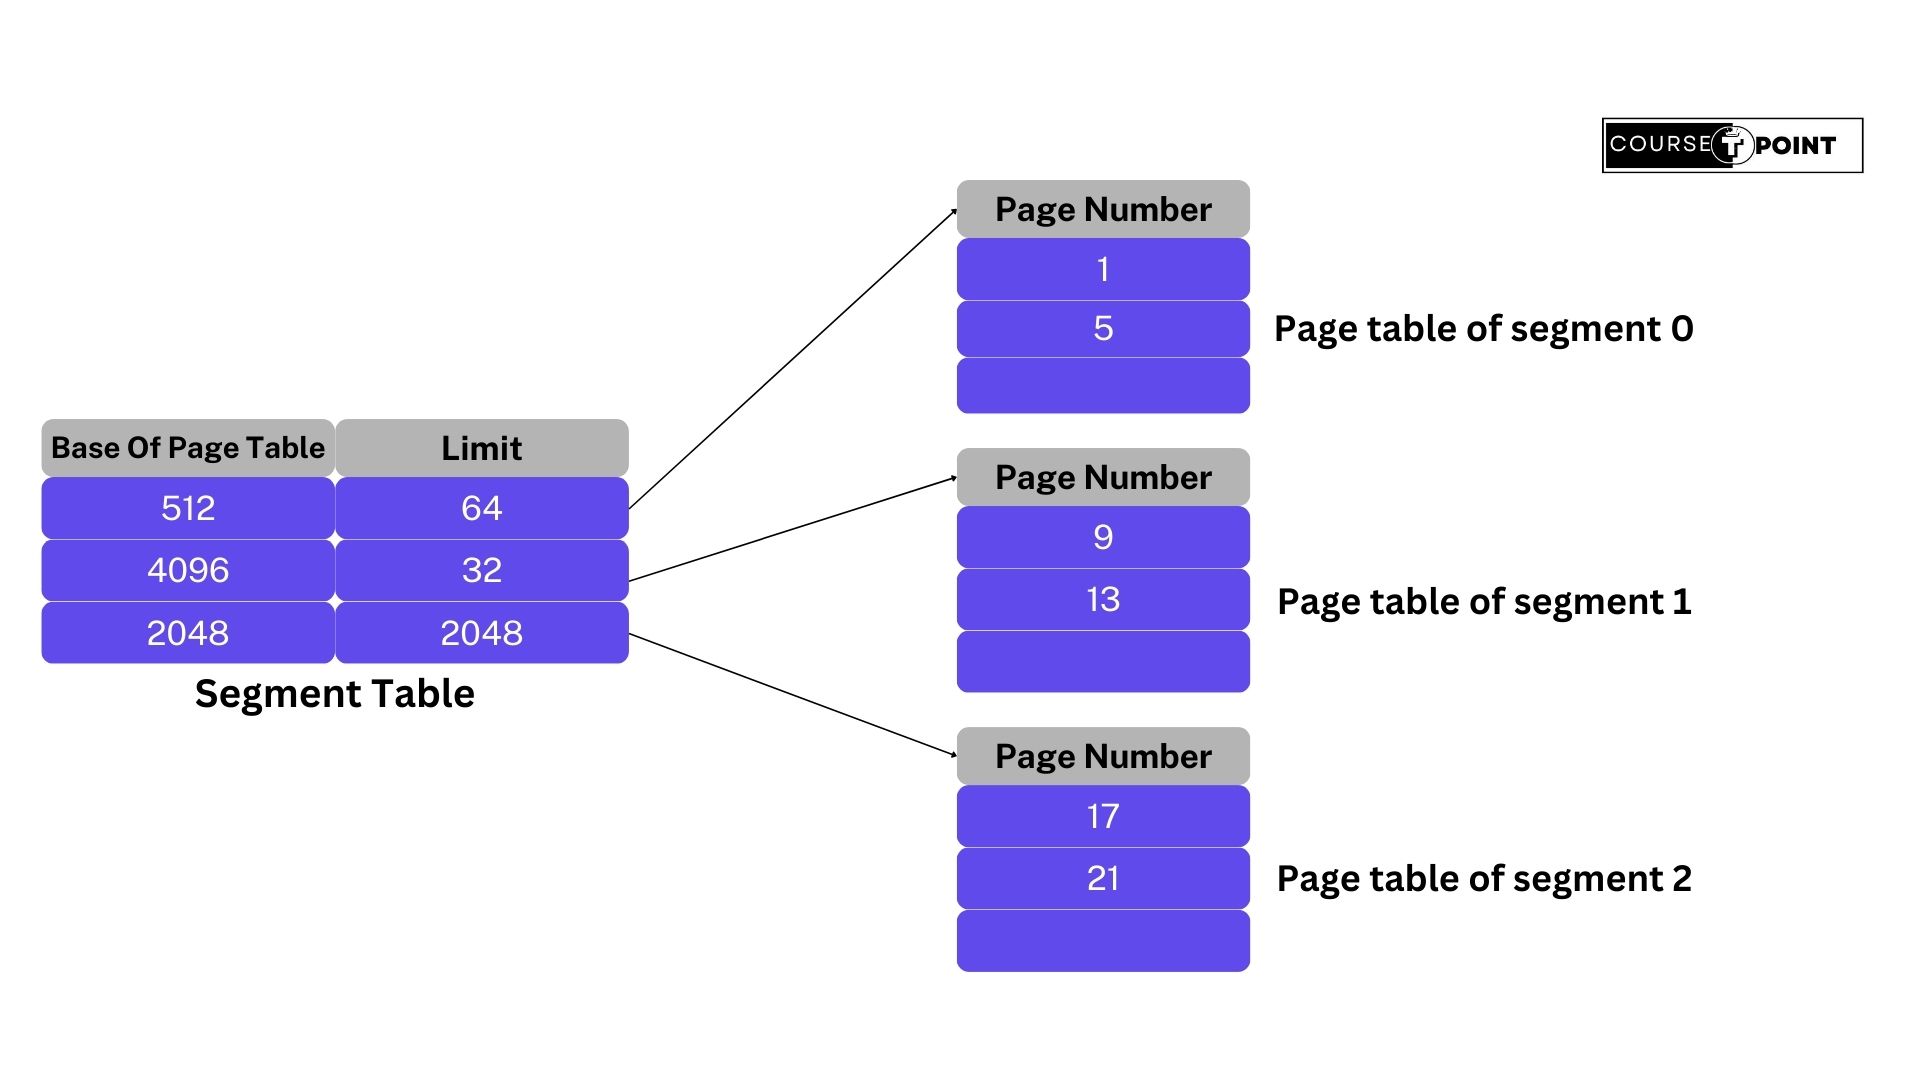 COURSE T POINT
Page Number
1
5
Page table of segment 0
Base Of Page Table Limit
512 64
4096 32
2048 2048
Segment Table
Page Number
9
13
Page table of segment 1
Page Number
17
21
Page table of segment 2